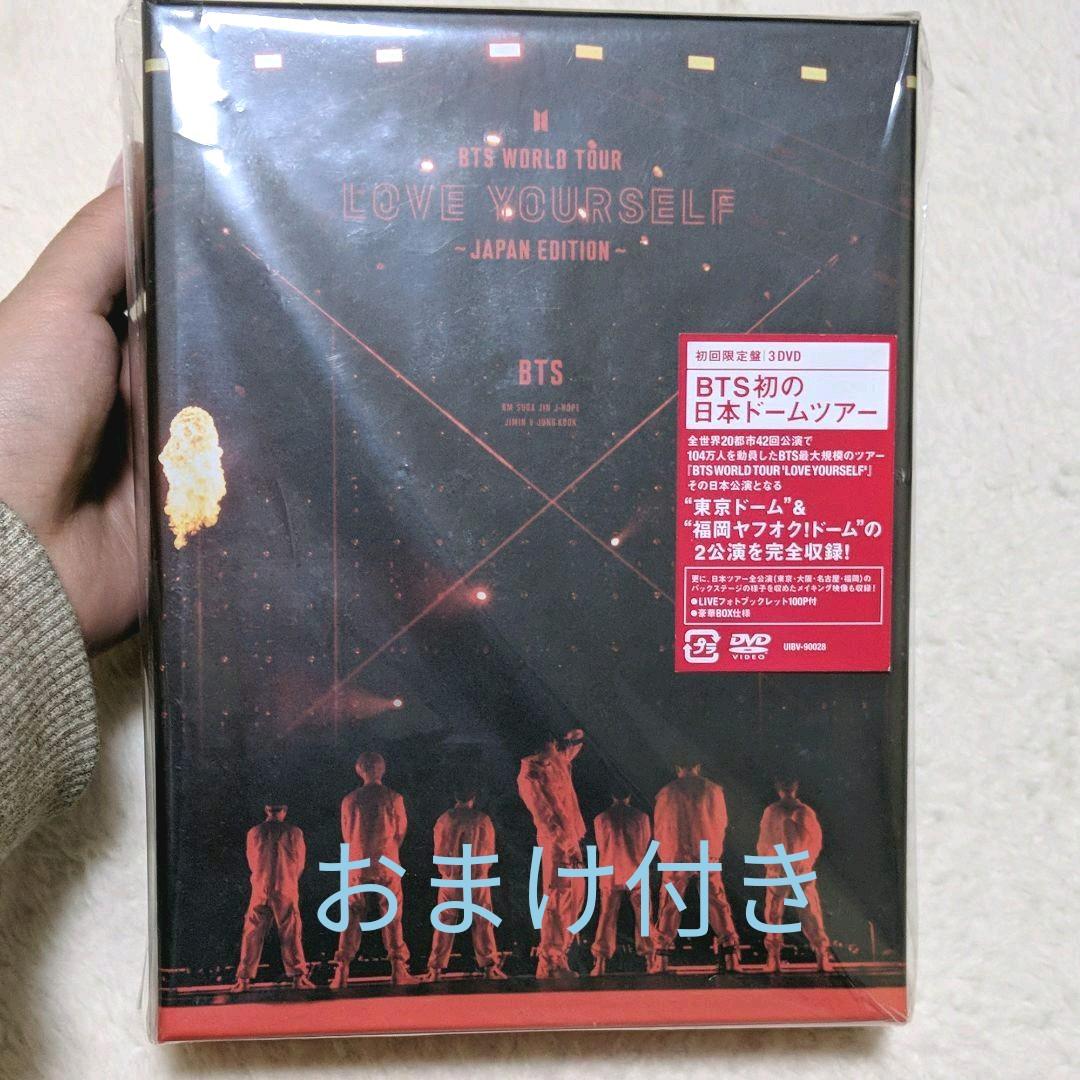 BTS WORLD TOUR
LOVE YOURSELF
~JAPAN EDITION~
BTS
RM SUGA JIN J-HOPE
JIMIN V JUNG KOOK
初回限定盤 | 3DVD
BTS初の
日本ドームツアー
全世界20都市42回公演で
104万人を動員したBTS最大規模のツアー
『BTS WORLD TOUR 'LOVE YOURSELF'』
その日本公演となる
“東京ドーム”&
“福岡ヤフオク!ドーム”の
2公演を完全収録!
更に、日本ツアー全公演(東京・大阪・名古屋・福岡)の
バックステージの様子を収めたメイキング映像も収録!
●LIVEフォトブックレット100P付
●豪華BOX仕様
プラ
DVD
VIDEO
UIBV-90028
おまけ付き